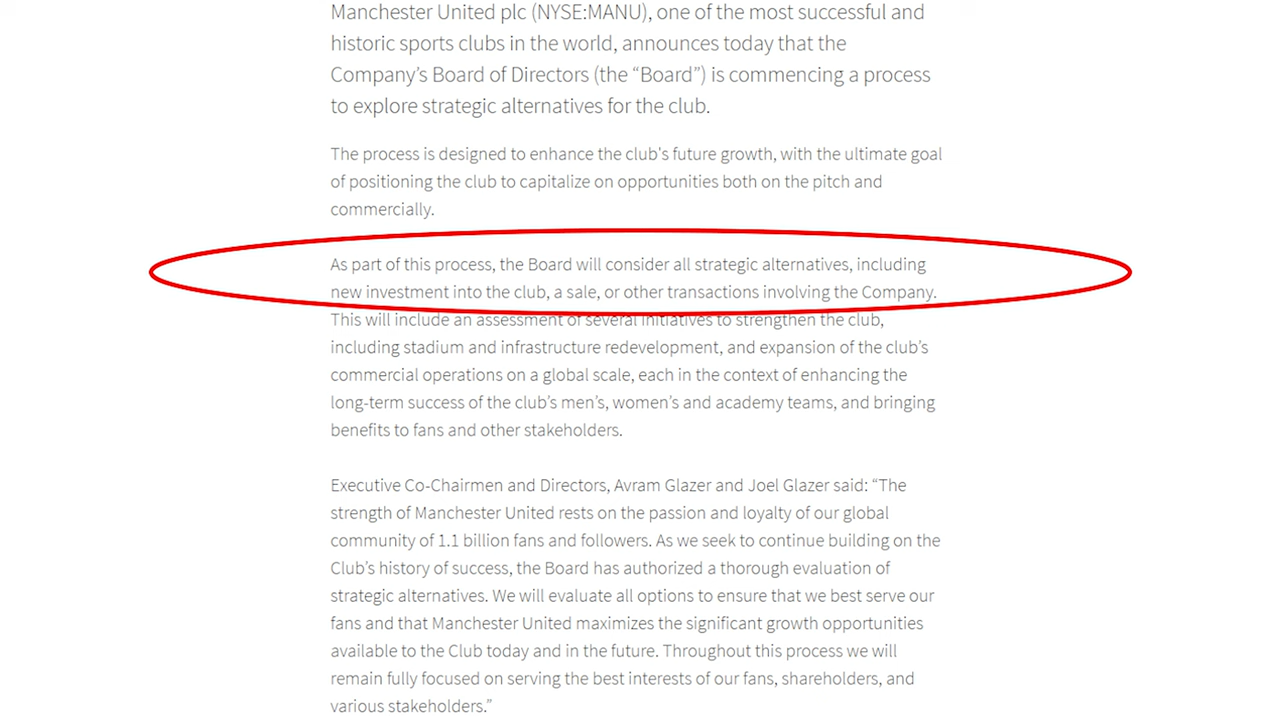 Manchester United plc (NYSE:MANU), one of the most successful and
historic sports clubs in the world, announces today that the
Company’s Board of Directors (the “Board”) is commencing a process
to explore strategic alternatives for the club.
The process is designed to enhance the club's future growth, with the ultimate goal
of positioning the club to capitalize on opportunities both on the pitch and
commercially.
As part of this process, the Board will consider all strategic alternatives, including
new investment into the club, a sale, or other transactions involving the Company.
This will include an assessment of several initiatives to strengthen the club,
including stadium and infrastructure redevelopment, and expansion of the club’s
commercial operations on a global scale, each in the context of enhancing the
long-term success of the club’s men’s, women’s and academy teams, and bringing
benefits to fans and other stakeholders.
Executive Co-Chairmen and Directors, Avram Glazer and Joel Glazer said: “The
strength of Manchester United rests on the passion and loyalty of our global
community of 1.1 billion fans and followers. As we seek to continue building on the
Club’s history of success, the Board has authorized a thorough evaluation of
strategic alternatives. We will evaluate all options to ensure that we best serve our
fans and that Manchester United maximizes the significant growth opportunities
available to the Club today and in the future. Throughout this process we will
remain fully focused on serving the best interests of our fans, shareholders, and
various stakeholders.”